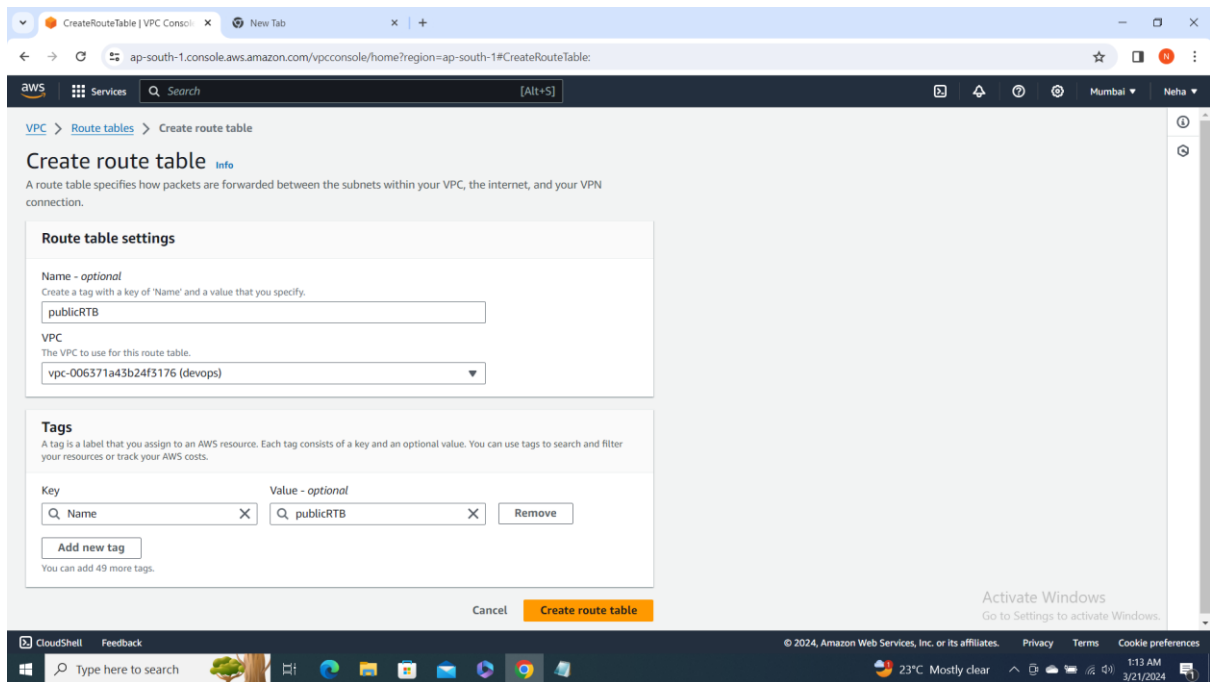 CreateRouteTable | VPC Consol
New Tab
ap-south-1.console.aws.amazon.com/vpcconsole/home?region=ap-south-1#CreateRouteTable:
N
aws Services Search [Alt+S] Mumbai Neha
VPC > Route tables > Create route table
Create route table Info
A route table specifies how packets are forwarded between the subnets within your VPC, the internet, and your VPN
connection.
Route table settings
Name - optional
Create a tag with a key of 'Name' and a value that you specify.
publicRTB
VPC
The VPC to use for this route table.
vpc-006371a43b24f3176 (devops)
Tags
A tag is a label that you assign to an AWS resource. Each tag consists of a key and an optional value. You can use tags to search and filter
your resources or track your AWS costs.
Key Value - optional
Name publicRTB Remove
Add new tag
You can add 49 more tags.
Cancel Create route table
Activate Windows
Go to Settings to activate Windows.
CloudShell Feedback © 2024, Amazon Web Services, Inc. or its affiliates. Privacy Terms Cookie preferences
Type here to search 23°C Mostly clear 1:13 AM
3/21/2024